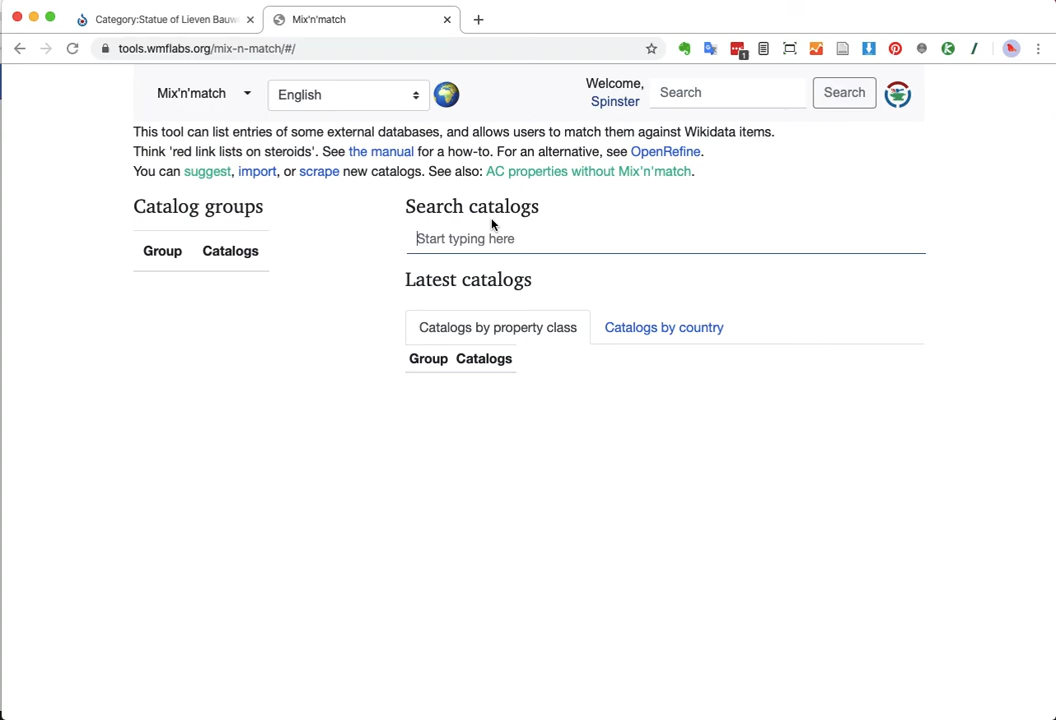 Category:Statue of Lieven Bauw
Mix'n'match
tools.wmflabs.org/mix-n-match/#/
1
Mix'n'match
English
Welcome, Spinster
Search
Search
This tool can list entries of some external databases, and allows users to match them against Wikidata items.
Think 'red link lists on steroids'. See the manual for a how-to. For an alternative, see OpenRefine.
You can suggest, import, or scrape new catalogs. See also: AC properties without Mix'n'match.
Catalog groups
Group Catalogs
Search catalogs
Start typing here
Latest catalogs
Catalogs by property class
Catalogs by country
Group Catalogs